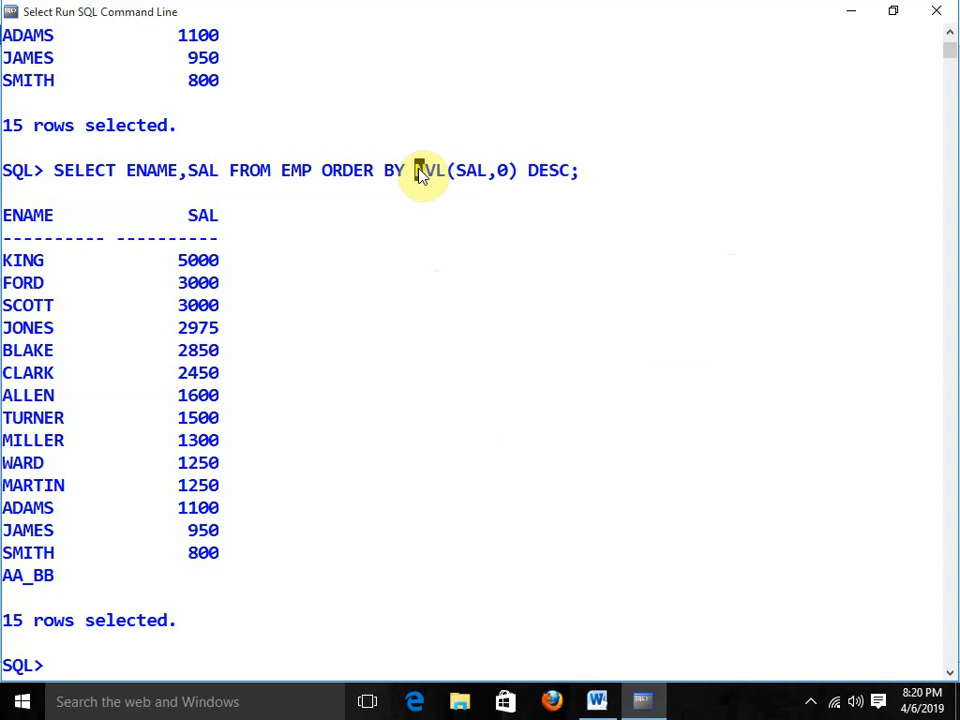 Select Run SQL Command Line
ADAMS 1100
JAMES 950
SMITH 800
15 rows selected.
SQL> SELECT ENAME,SAL FROM EMP ORDER BY NVL(SAL,0) DESC;
ENAME SAL
---------- ----------
KING 5000
FORD 3000
SCOTT 3000
JONES 2975
BLAKE 2850
CLARK 2450
ALLEN 1600
TURNER 1500
MILLER 1300
WARD 1250
MARTIN 1250
ADAMS 1100
JAMES 950
SMITH 800
AA_BB
15 rows selected.
SQL>
Search the web and Windows
8:20 PM
4/6/2019